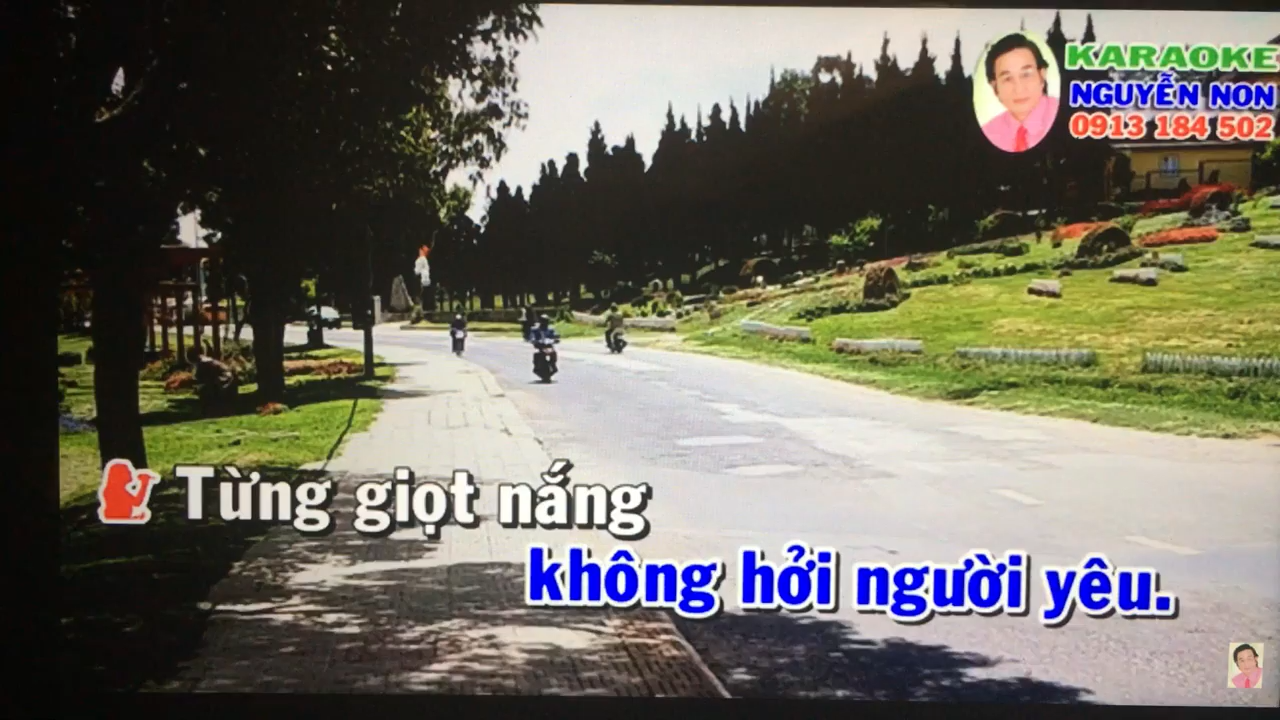 KARAOKE
NGUYỄN NON
0913 184 502
Từng giọt nắng
không hởi người yêu.